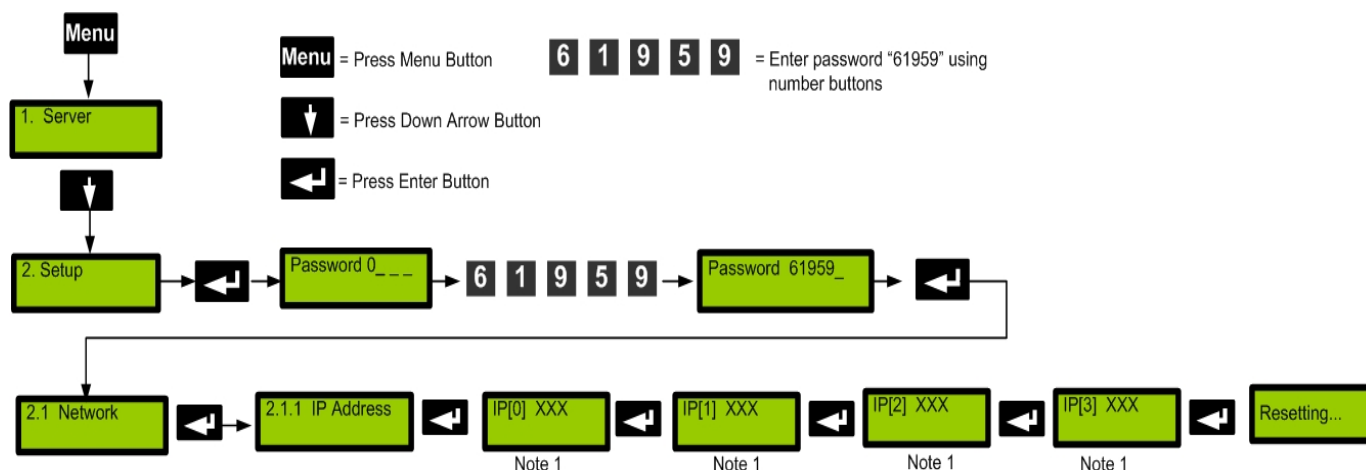 Menu
Menu = Press Menu Button
6 1 9 5 9 = Enter password “61959” using
number buttons
1. Server
= Press Down Arrow Button
= Press Enter Button
2. Setup
Password 0_ _ _
6 1 9 5 9
Password 61959_
2.1 Network
2.1.1 IP Address
IP[0] XXX
IP[1] XXX
IP[2] XXX
IP[3] XXX
Resetting...
Note 1
Note 1
Note 1
Note 1